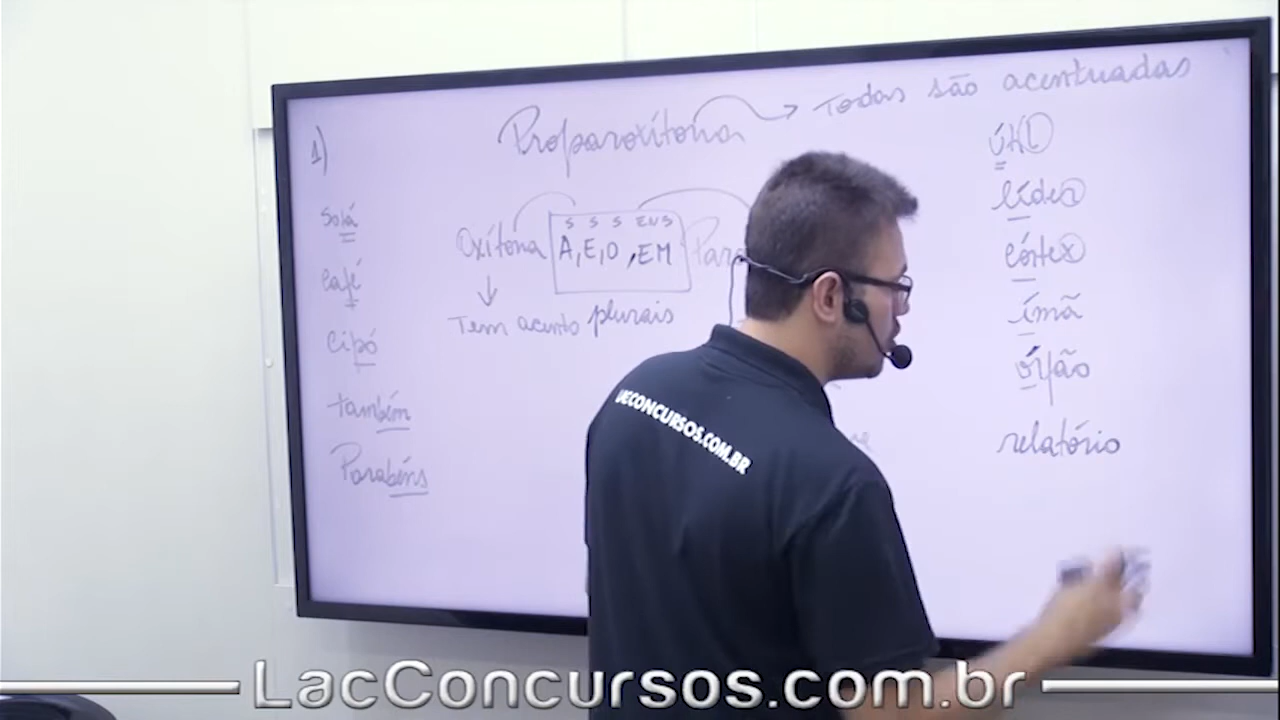 1)
Proparoxítona → Todas são acentuadas
S S S ENS
Oxítona A, E, O, EM Paro
Tem acento plurais
sofá
café
cipó
também
Parabéns
útil
líder
córtex
ímã
órgão
relatório
LACCONCURSOS.COM.BR
LacConcursos.com.br